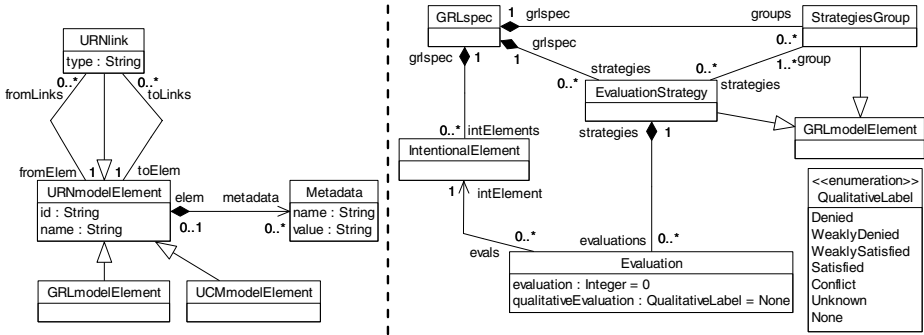 URNlink
type : String
0..*
0..*
fromLinks
toLinks
fromElem
1
1
toElem
URNmodelElement
id : String
name : String
elem
0..1
metadata
0..*
Metadata
name : String
value : String
GRLmodelElement
UCMmodelElement
GRLspec
1
grlspec
groups
0..*
StrategiesGroup
grlspec
1
grlspec
1
strategies
0..*
1..*
group
0..*
strategies
EvaluationStrategy
strategies
1
GRLmodelElement
0..*
intElements
IntentionalElement
1
intElement
0..*
evals
evaluations
0..*
Evaluation
evaluation : Integer = 0
qualitativeEvaluation : QualitativeLabel = None
<<enumeration>>
QualitativeLabel
Denied
WeaklyDenied
WeaklySatisfied
Satisfied
Conflict
Unknown
None